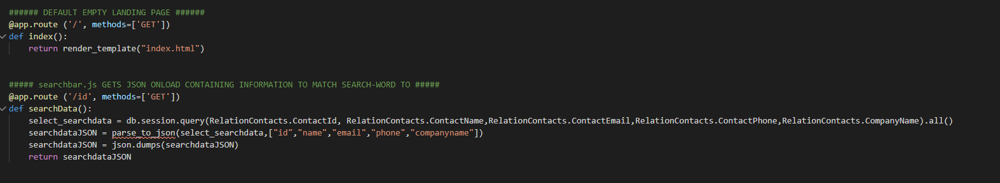 ###### DEFAULT EMPTY LANDING PAGE ######
@app.route ('/', methods=['GET'])
def index():
    return render_template("index.html")
##### searchbar.js GETS JSON ONLOAD CONTAINING INFORMATION TO MATCH SEARCH-WORD TO #####
@app.route ('/id', methods=['GET'])
def searchData():
    select_searchdata = db.session.query(RelationContacts.ContactId, RelationContacts.ContactName,RelationContacts.ContactEmail,RelationContacts.ContactPhone,RelationContacts.CompanyName).all()
    searchdataJSON = parse_to_json(select_searchdata,["id","name","email","phone","companyname"])
    searchdataJSON = json.dumps(searchdataJSON)
    return searchdataJSON